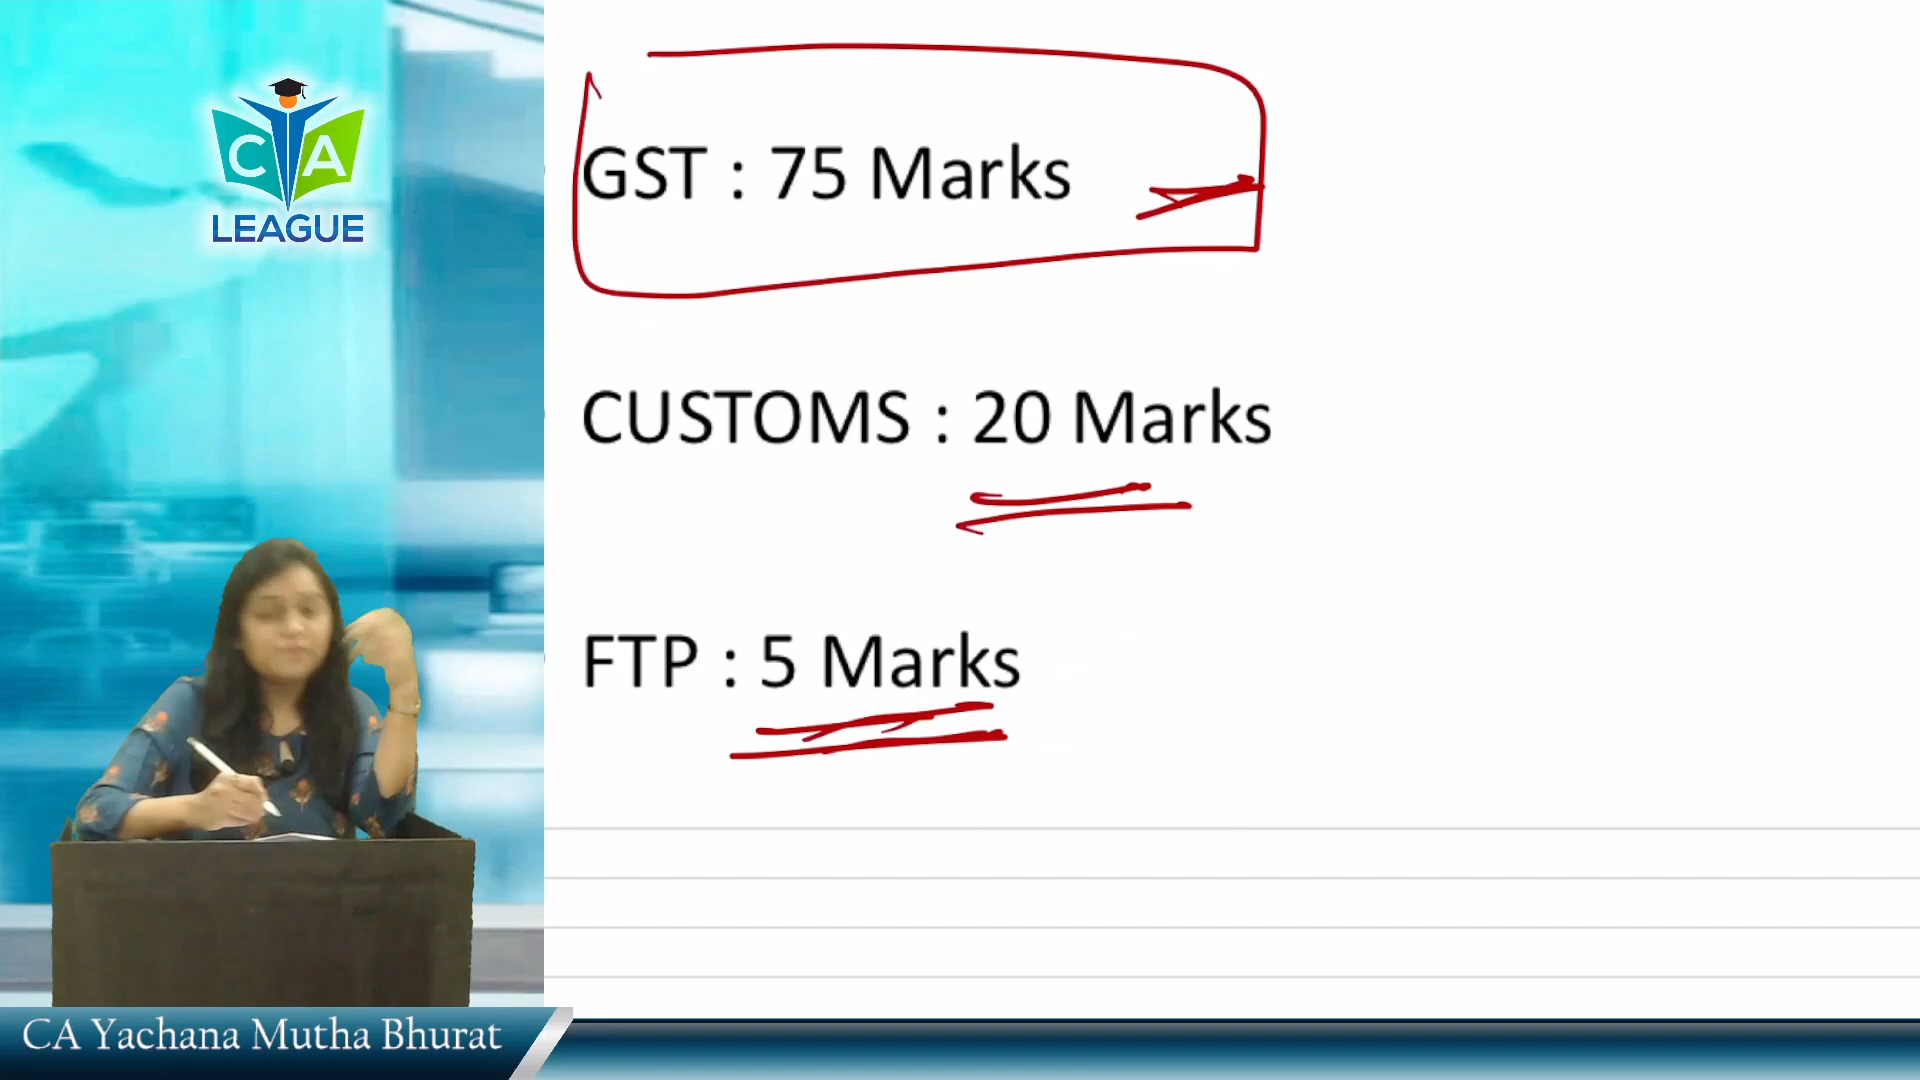 CA
LEAGUE
GST : 75 Marks
CUSTOMS : 20 Marks
FTP : 5 Marks
CA Yachana Mutha Bhurat